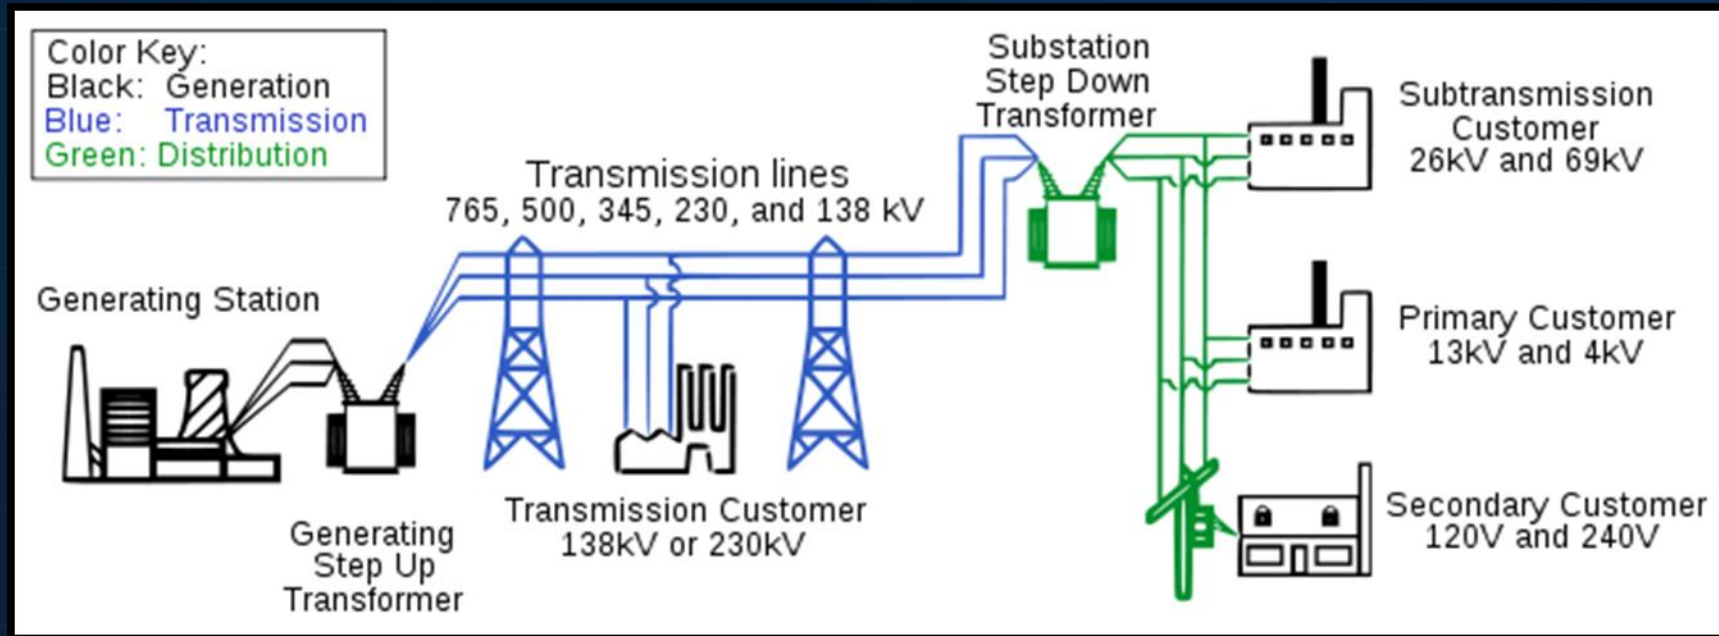 Color Key:
Black: Generation
Blue: Transmission
Green: Distribution
Substation
Step Down
Transformer
Subtransmission
Customer
26kV and 69kV
Transmission lines
765, 500, 345, 230, and 138 kV
Generating Station
Primary Customer
13kV and 4kV
Transmission Customer
138kV or 230kV
Secondary Customer
120V and 240V
Generating
Step Up
Transformer